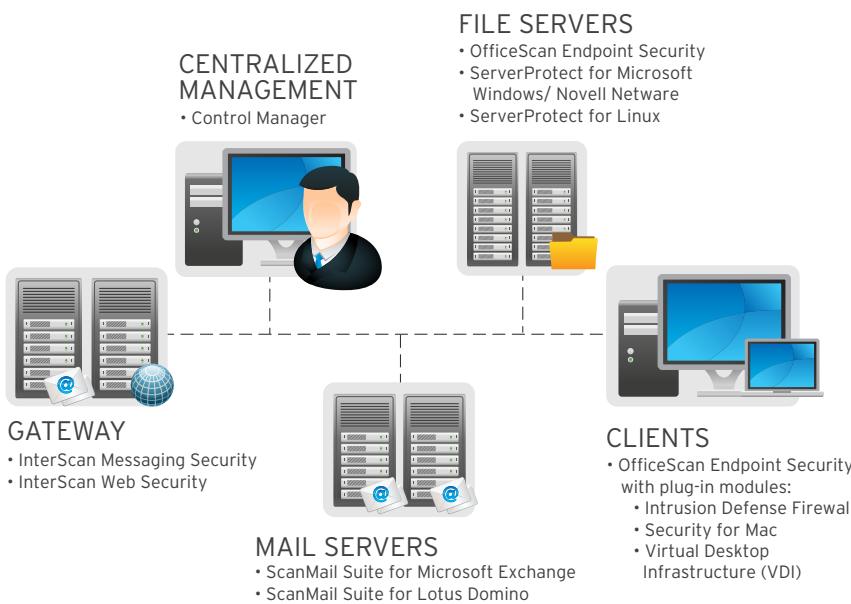 FILE SERVERS
• OfficeScan Endpoint Security
• ServerProtect for Microsoft
Windows/ Novell Netware
• ServerProtect for Linux
CENTRALIZED
MANAGEMENT
• Control Manager
GATEWAY
• InterScan Messaging Security
• InterScan Web Security
MAIL SERVERS
• ScanMail Suite for Microsoft Exchange
• ScanMail Suite for Lotus Domino
CLIENTS
• OfficeScan Endpoint Security
with plug-in modules:
• Intrusion Defense Firewal
• Security for Mac
• Virtual Desktop
Infrastructure (VDI)